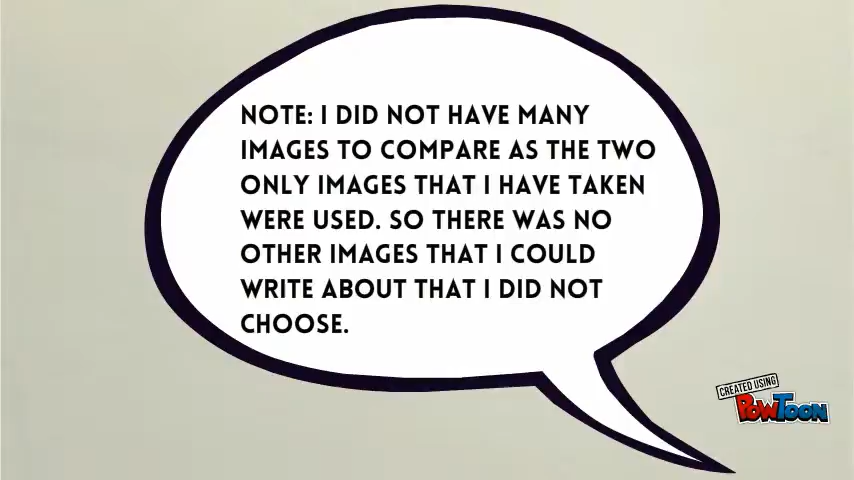 NOTE: I DID NOT HAVE MANY
IMAGES TO COMPARE AS THE TWO
ONLY IMAGES THAT I HAVE TAKEN
WERE USED. SO THERE WAS NO
OTHER IMAGES THAT I COULD
WRITE ABOUT THAT I DID NOT
CHOOSE.
CREATED USING
POWTOON